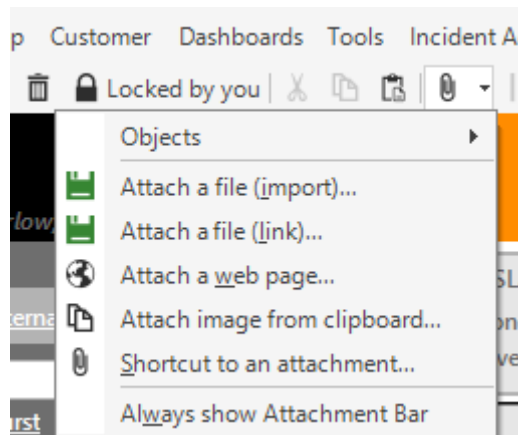 p Customer Dashboards Tools Incident A
Locked by you
Objects
Attach a file (import)...
Attach a file (link)...
Attach a web page...
Attach image from clipboard...
Shortcut to an attachment...
Always show Attachment Bar